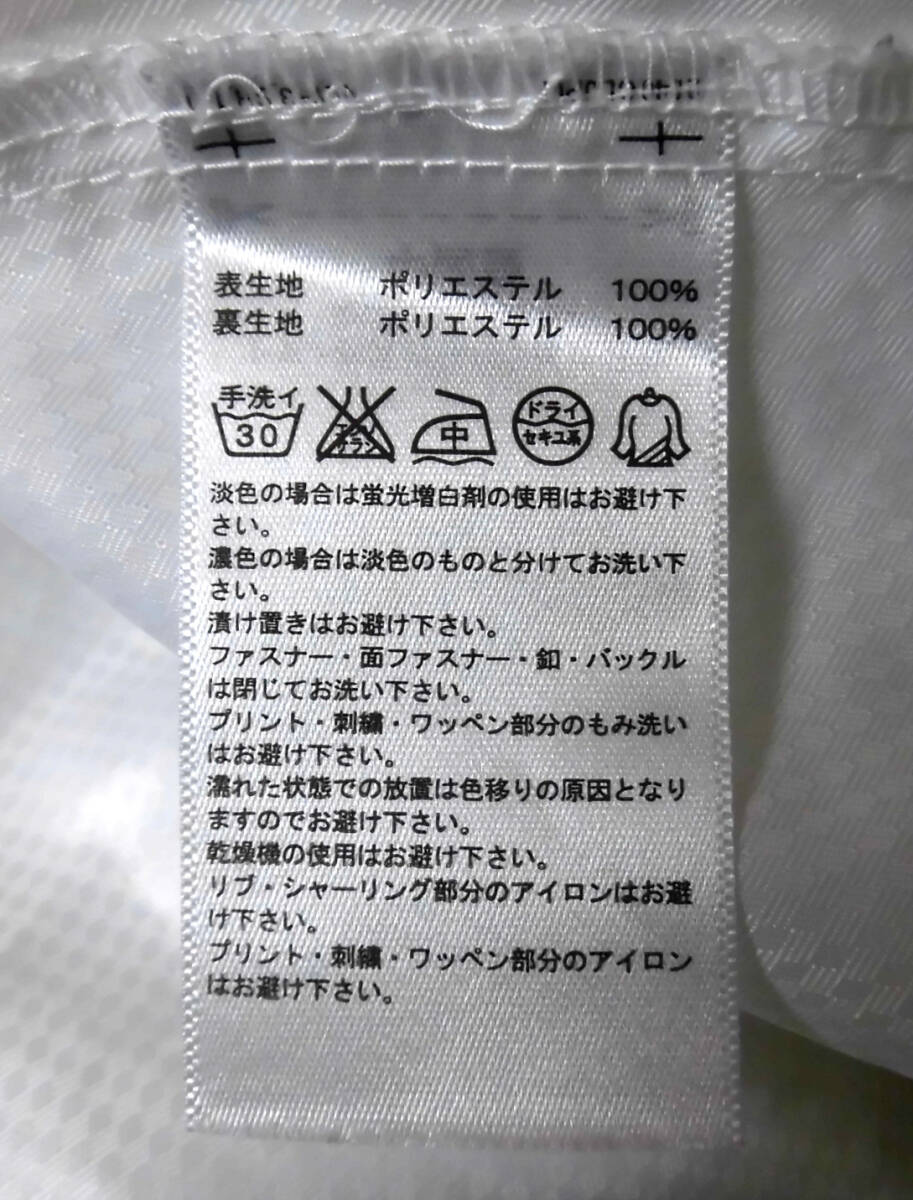 表生地 ポリエステル 100%
裏生地 ポリエステル 100%
手洗イ
30
中
ドライ
セキユ系
淡色の場合は蛍光増白剤の使用はお避け下
さい。
濃色の場合は淡色のものと分けてお洗い下
さい。
漬け置きはお避け下さい。
ファスナー・面ファスナー・釦・バックル
は閉じてお洗い下さい。
プリント・刺繍・ワッペン部分のもみ洗い
はお避け下さい。
濡れた状態での放置は色移りの原因となり
ますのでお避け下さい。
乾燥機の使用はお避け下さい。
リブ・シャーリング部分のアイロンはお避
け下さい。
プリント・刺繍・ワッペン部分のアイロン
はお避け下さい。